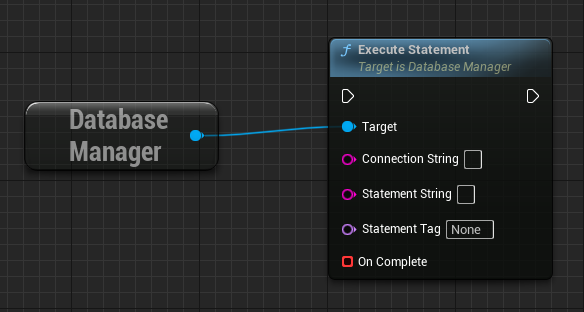 Database
Manager
f Execute Statement
Target is Database Manager
Target
Connection String
Statement String
Statement Tag None
On Complete